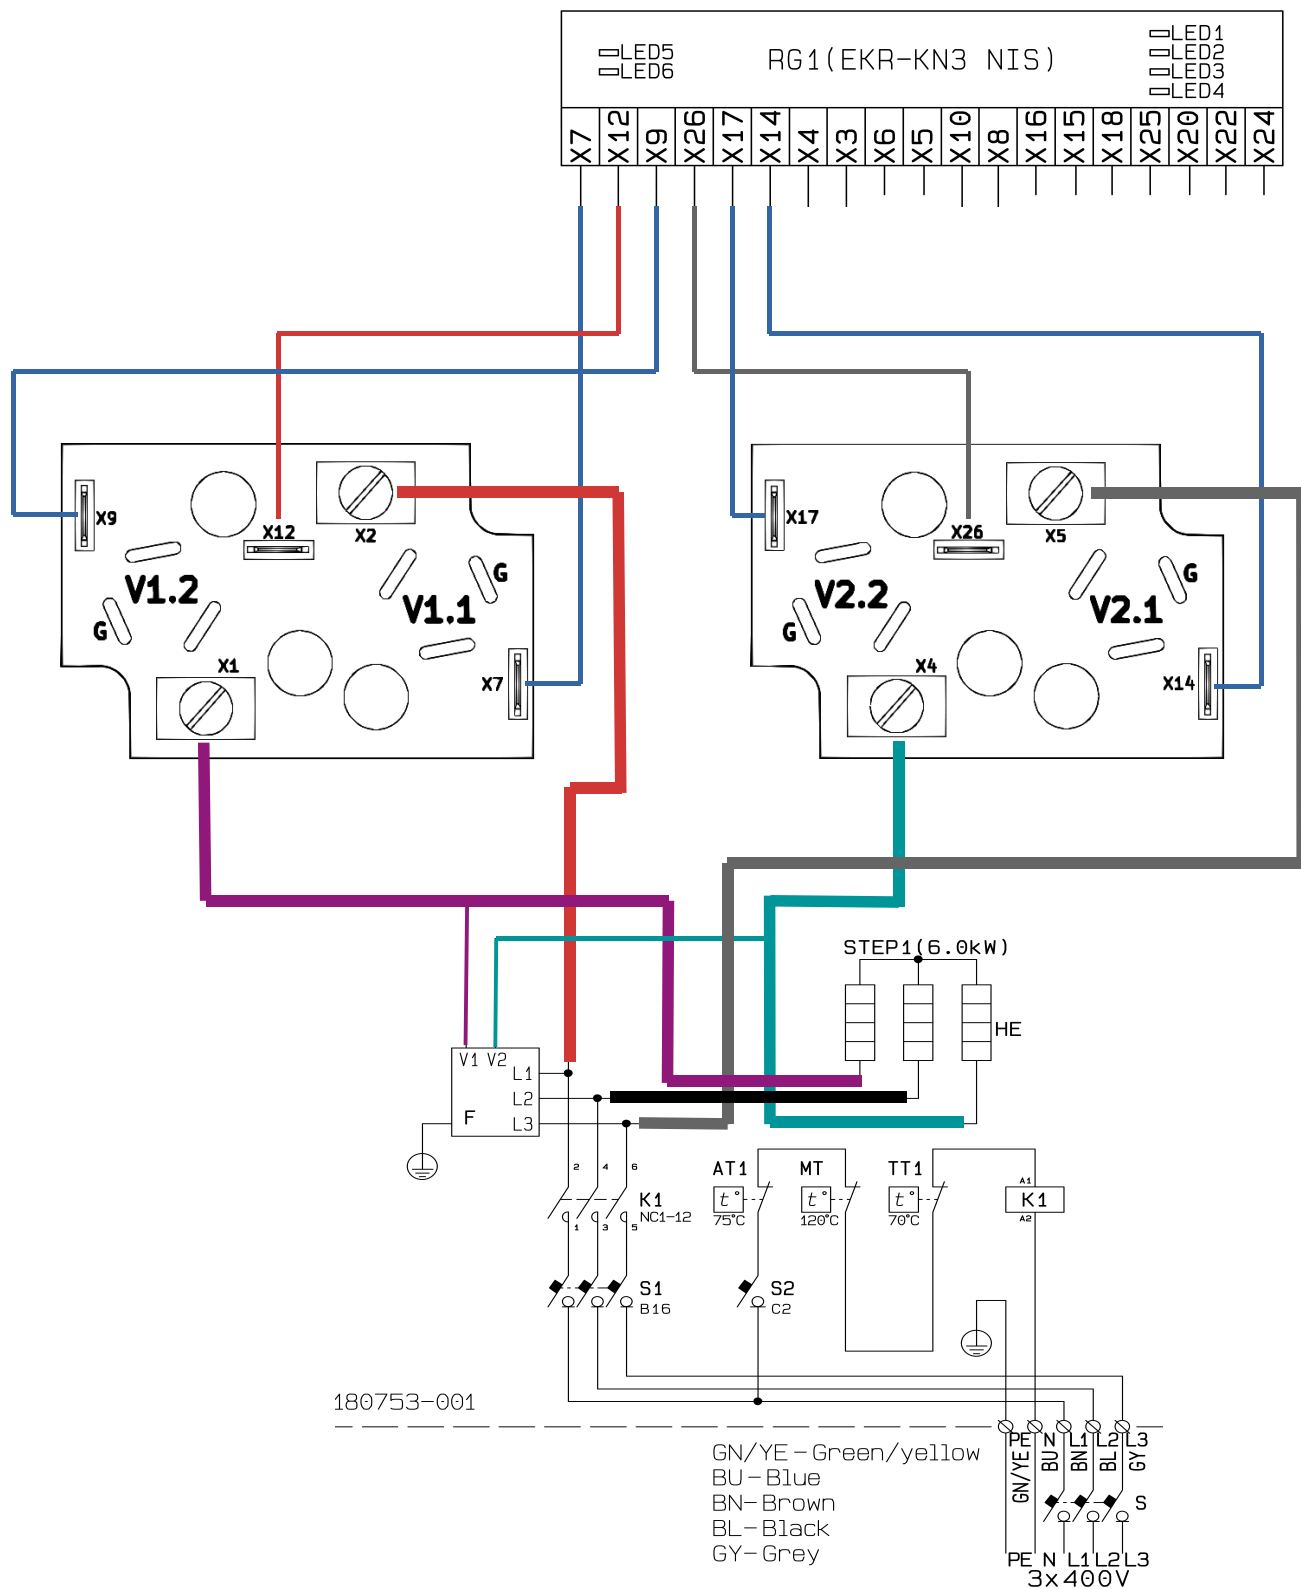 RG1(EKR-KN3 NIS)
LED5
LED6
LED1
LED2
LED3
LED4
X7 X12 X9 X26 X17 X14 X4 X3 X6 X5 X10 X8 X16 X15 X18 X25 X20 X22 X24
X9
X12
X2
V1.2
G
V1.1
G
X1
X7
X17
X26
X5
V2.2
G
V2.1
G
X4
X14
STEP1(6.0kW)
HE
V1 V2
L1
L2
L3
F
2 4 6
K1
NC1-12
1 3 5
S1
B16
AT1
t°
75°C
MT
t°
120°C
TT1
t°
70°C
A1
K1
A2
S2
C2
180753-001
PE N L1 L2 L3
GN/YE BU BN BL GY
GN/YE-Green/yellow
BU-Blue
BN-Brown
BL-Black
GY-Grey
S
PE N L1 L2 L3
3x400V